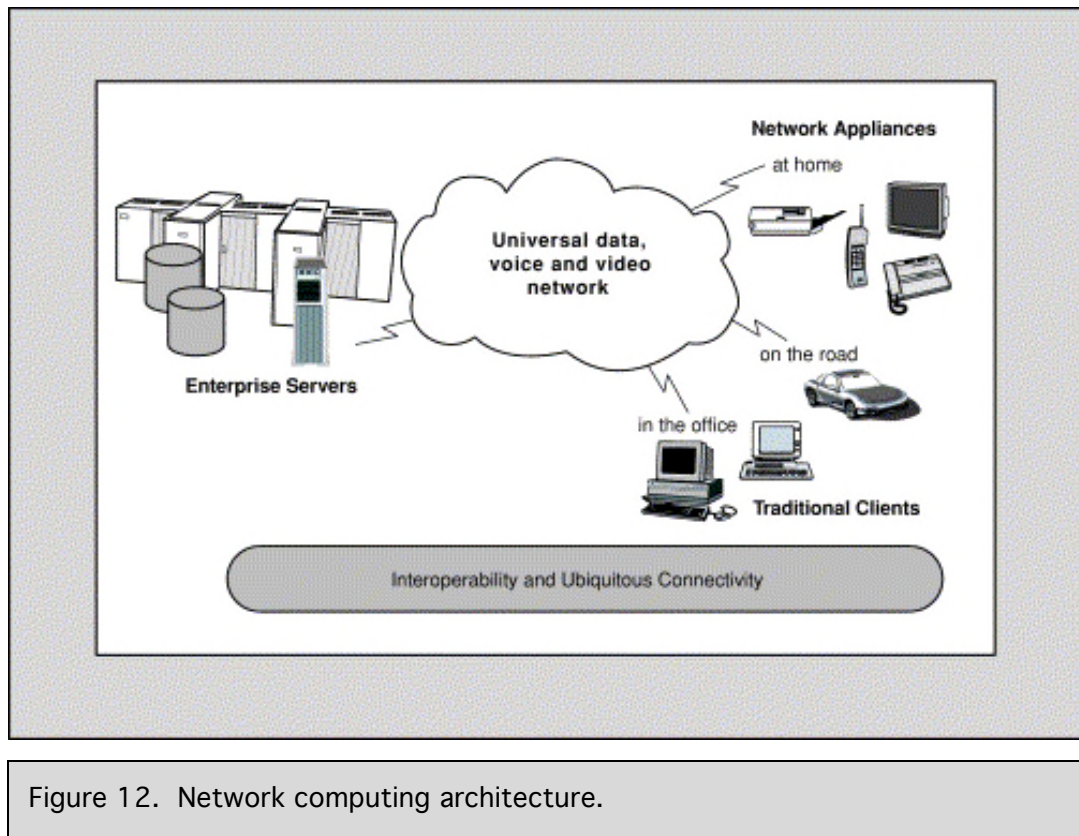 Network Appliances
at home
Universal data,
voice and video
network
on the road
Enterprise Servers
in the office
Traditional Clients
Interoperability and Ubiquitous Connectivity
Figure 12. Network computing architecture.